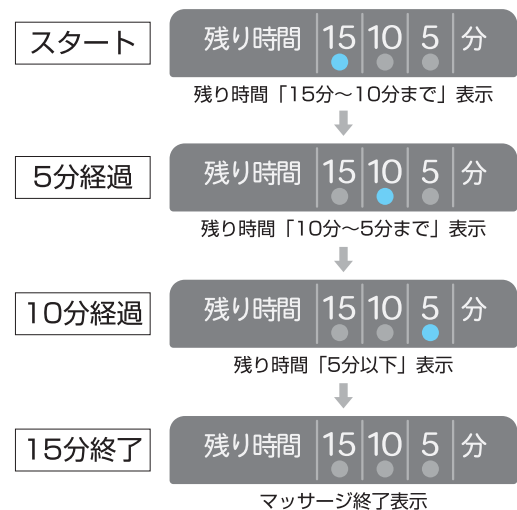 スタート
残り時間 15 10 5 分
残り時間「15分～10分まで」表示
5分経過
残り時間 15 10 5 分
残り時間「10分～5分まで」表示
10分経過
残り時間 15 10 5 分
残り時間「5分以下」表示
15分終了
残り時間 15 10 5 分
マッサージ終了表示